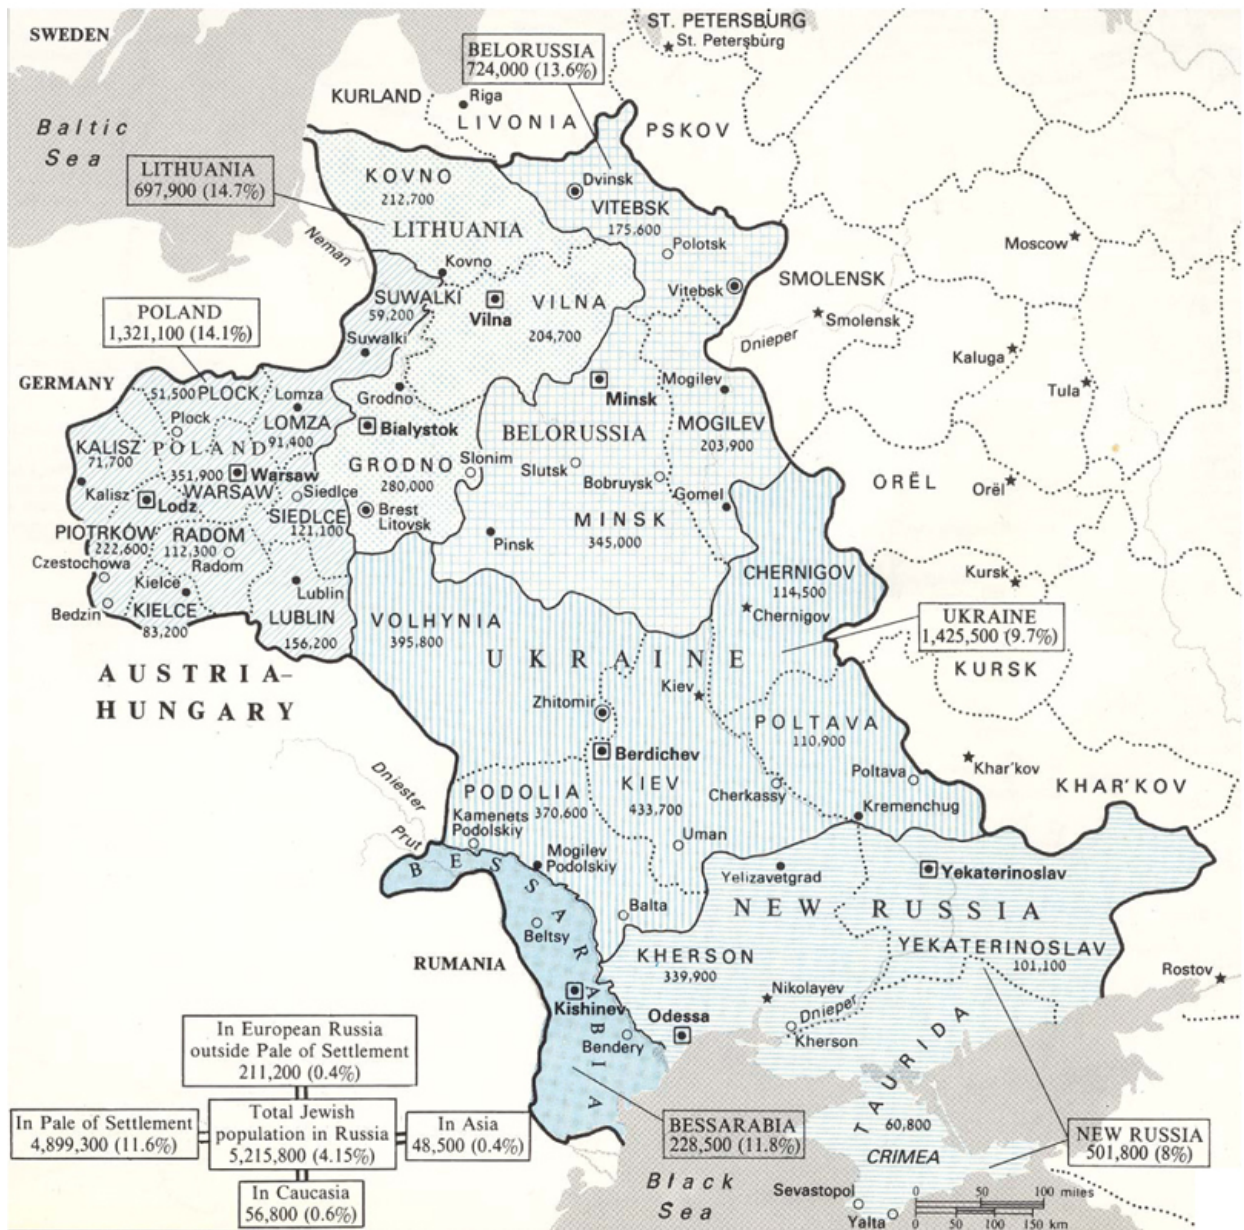 SWEDEN
ST. PETERSBURG
St. Petersburg
BELORUSSIA
724,000 (13.6%)
KURLAND
Riga
LIVONIA
PSKOV
Baltic
Sea
LITHUANIA
697,900 (14.7%)
KOVNO
212,700
LITHUANIA
Dvinsk
VITEBSK
175,600
Polotsk
Vitebsk
Moscow
Neman
Kovno
SUWALKI
59,200
Suwalki
Vilna
VILNA
204,700
SMOLENSK
Smolensk
Dnieper
Kaluga
Tula
POLAND
1,321,100 (14.1%)
GERMANY
51,500 PLOCK
Plock
Lomza
LOMZA
91,400
Grodno
Bialystok
Minsk
Mogilev
MOGILEV
203,900
BELORUSSIA
KALISZ
71,700
POLAND
351,900
Warsaw
WARSAW
Kalisz
Lodz
Siedlce
SIEDLCE
121,100
GRODNO
280,000
Slonim
Slutsk
Bobruysk
Gomel
Brest
Litovsk
MINSK
345,000
Pinsk
ORËL
Orël
PIOTRKÓW
222,600
RADOM
112,300
Radom
Czestochowa
Kielce
Bedzin
KIELCE
83,200
Lublin
LUBLIN
156,200
Kursk
CHERNIGOV
114,500
Chernigov
UKRAINE
1,425,500 (9.7%)
VOLHYNIA
395,800
UKRAINE
KURSK
AUSTRIA-
HUNGARY
Kiev
Zhitomir
Berdichev
POLTAVA
110,900
Poltava
Khar'kov
KHAR'KOV
Dniester
Prut
PODOLIA
370,600
Kamenets
Podolskiy
KIEV
433,700
Cherkassy
Kremenchug
Uman
Mogilev
Podolskiy
BESSARABIA
Yelizavetgrad
Yekaterinoslav
Balta
NEW RUSSIA
Beltsy
RUMANIA
KHERSON
339,900
YEKATERINOSLAV
101,100
Rostov
Kishinev
Nikolayev
Dnieper
Kherson
Odessa
Bendery
TAURIDA
60,800
CRIMEA
In European Russia
outside Pale of Settlement
211,200 (0.4%)
In Pale of Settlement
4,899,300 (11.6%)
Total Jewish
population in Russia
5,215,800 (4.15%)
In Asia
48,500 (0.4%)
In Caucasia
56,800 (0.6%)
BESSARABIA
228,500 (11.8%)
NEW RUSSIA
501,800 (8%)
Black
Sea
Sevastopol
Yalta
0 50 100 miles
0 50 100 150 km